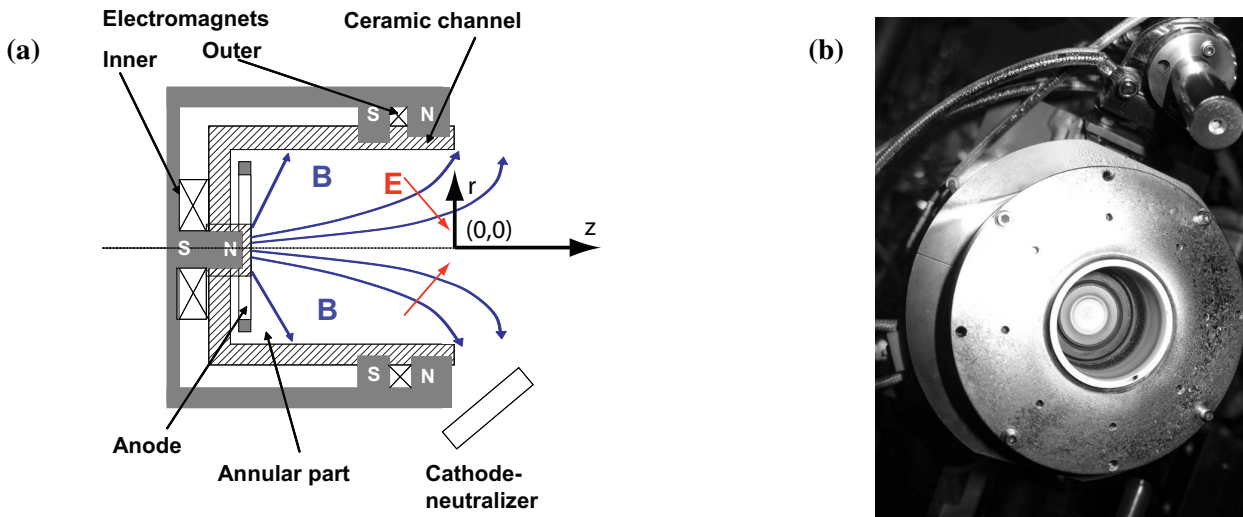 (a)
Electromagnets
Inner
Outer
Ceramic channel
S
N
B
E
r
(0,0)
z
S
N
B
S
N
Anode
Annular part
Cathode-
neutralizer
(b)